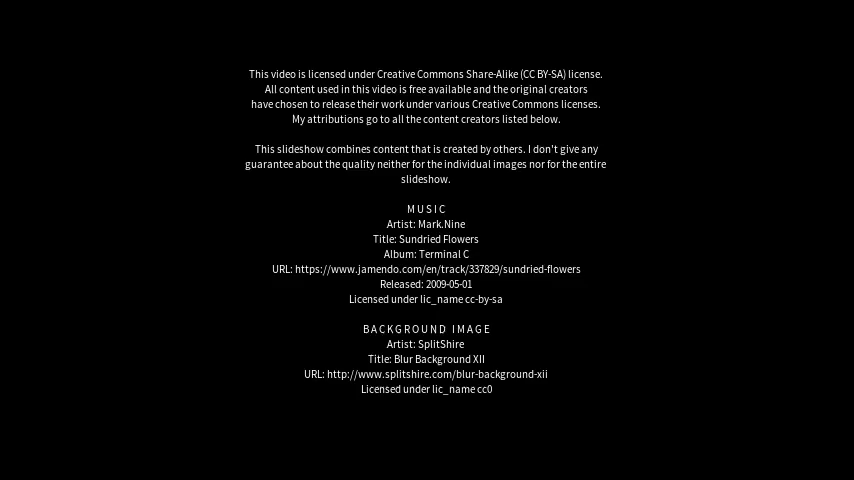 This video is licensed under Creative Commons Share-Alike (CC BY-SA) license.
All content used in this video is free available and the original creators
have chosen to release their work under various Creative Commons licenses.
My attributions go to all the content creators listed below.
This slideshow combines content that is created by others. I don't give any
guarantee about the quality neither for the individual images nor for the entire
slideshow.
MUSIC
Artist: Mark.Nine
Title: Sundried Flowers
Album: Terminal C
URL: https://www.jamendo.com/en/track/337829/sundried-flowers
Released: 2009-05-01
Licensed under lic_name cc-by-sa
BACKGROUND IMAGE
Artist: SplitShire
Title: Blur Background XII
URL: http://www.splitshire.com/blur-background-xii
Licensed under lic_name cc0